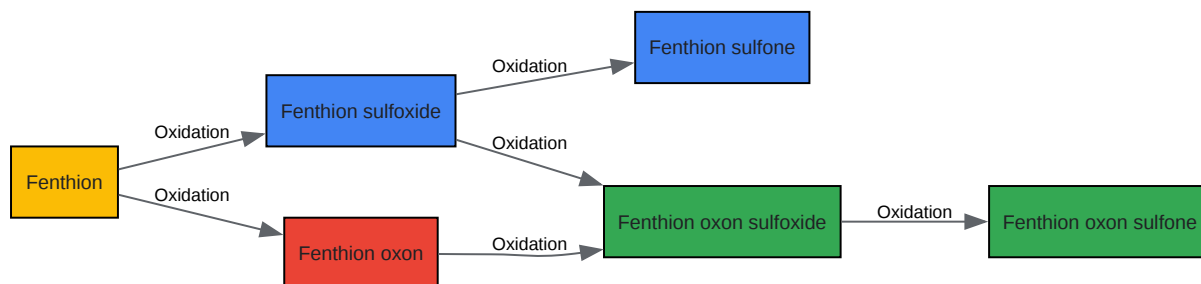 Fenthion sulfone
Oxidation
Fenthion sulfoxide
Oxidation
Oxidation
Fenthion
Oxidation
Fenthion oxon sulfoxide
Oxidation
Fenthion oxon sulfone
Fenthion oxon
Oxidation